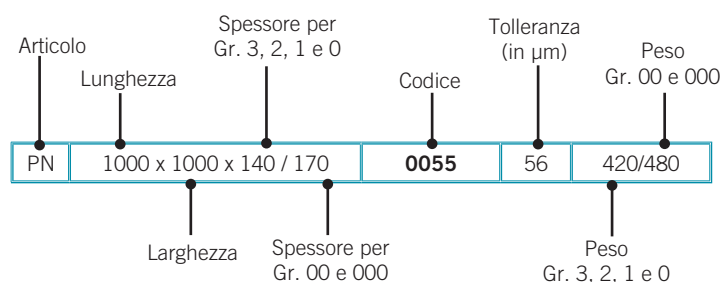 Articolo
Lunghezza
Spessore per
Gr. 3, 2, 1 e 0
Codice
Tolleranza
(in µm)
Peso
Gr. 00 e 000
PN 1000 x 1000 x 140 / 170 0055 56 420/480
Larghezza
Spessore per
Gr. 00 e 000
Peso
Gr. 3, 2, 1 e 0